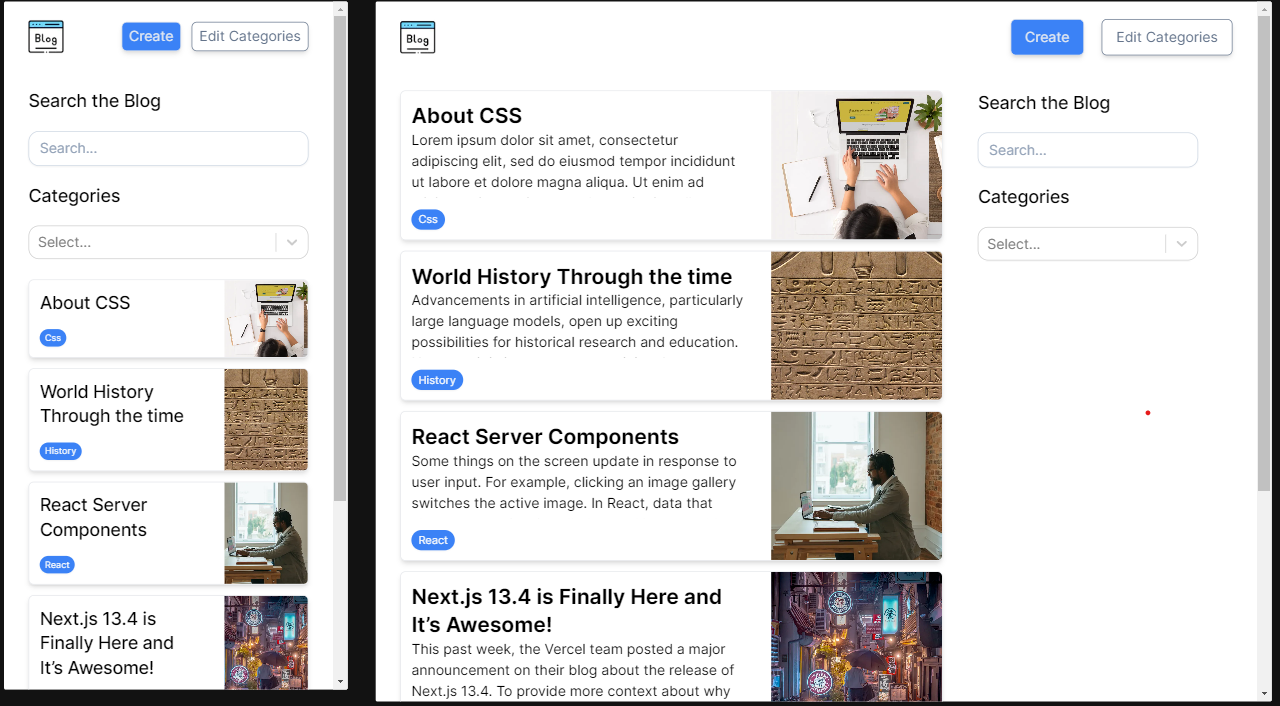 Blog
Create
Edit Categories
Search the Blog
Search...
Categories
Select...
About CSS
Css
World History
Through the time
History
React Server
Components
React
Next.js 13.4 is
Finally Here and
It’s Awesome!
Blog
Create
Edit Categories
About CSS
Lorem ipsum dolor sit amet, consectetur
adipiscing elit, sed do eiusmod tempor incididunt
ut labore et dolore magna aliqua. Ut enim ad
Css
World History Through the time
Advancements in artificial intelligence, particularly
large language models, open up exciting
possibilities for historical research and education.
History
React Server Components
Some things on the screen update in response to
user input. For example, clicking an image gallery
switches the active image. In React, data that
React
Next.js 13.4 is Finally Here and
It’s Awesome!
This past week, the Vercel team posted a major
announcement on their blog about the release of
Next.js 13.4. To provide more context about why
Search the Blog
Search...
Categories
Select...